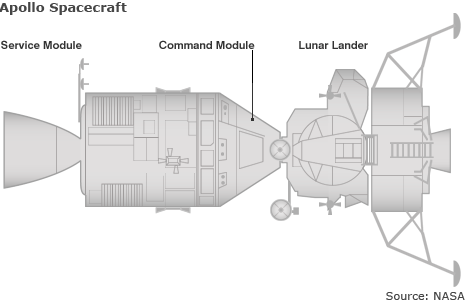 Apollo Spacecraft
Service Module
Command Module
Lunar Lander
Source: NASA